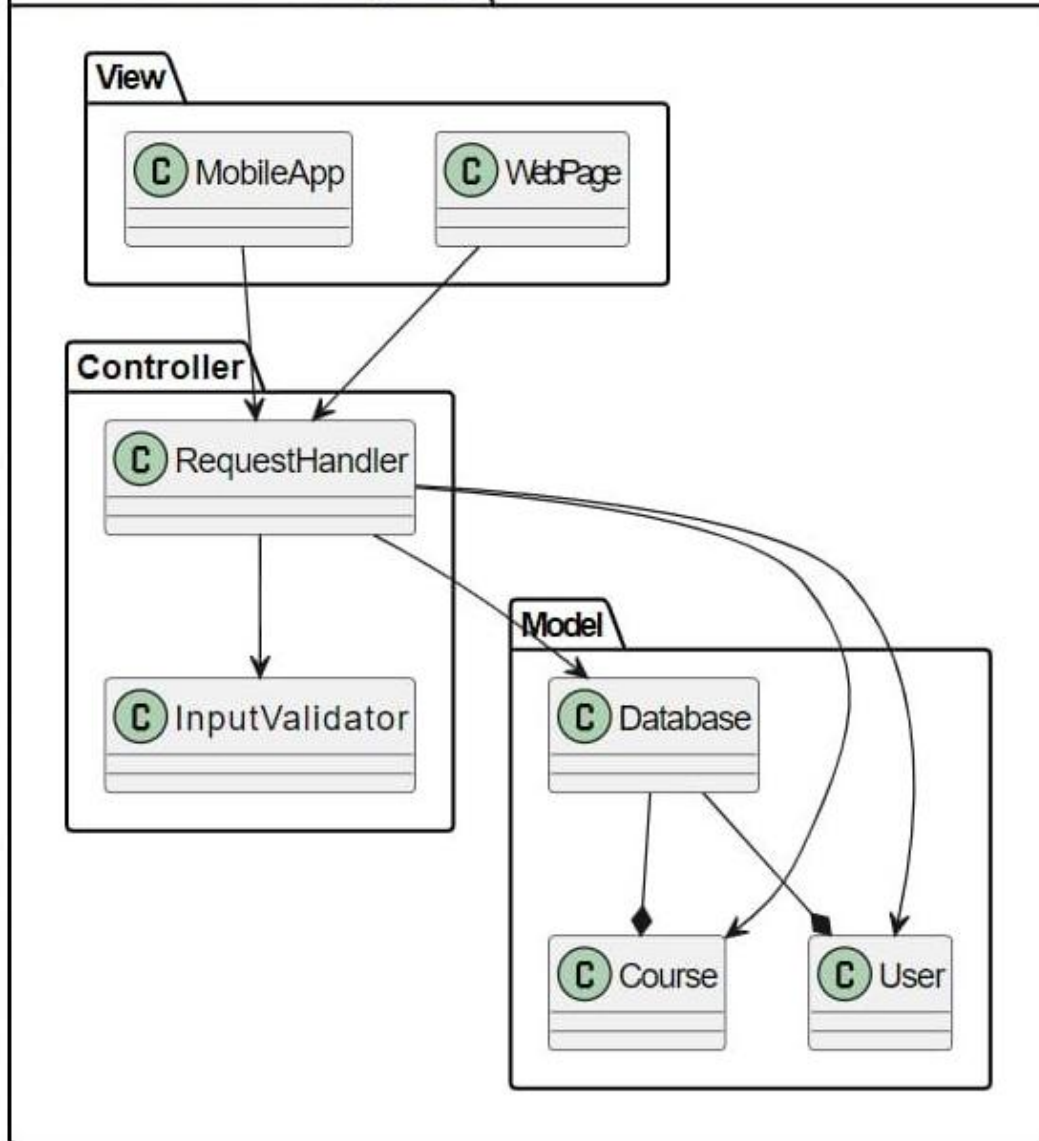 View
C MobileApp
C WebPage
Controller
C RequestHandler
Model
C InputValidator
C Database
C Course
C User